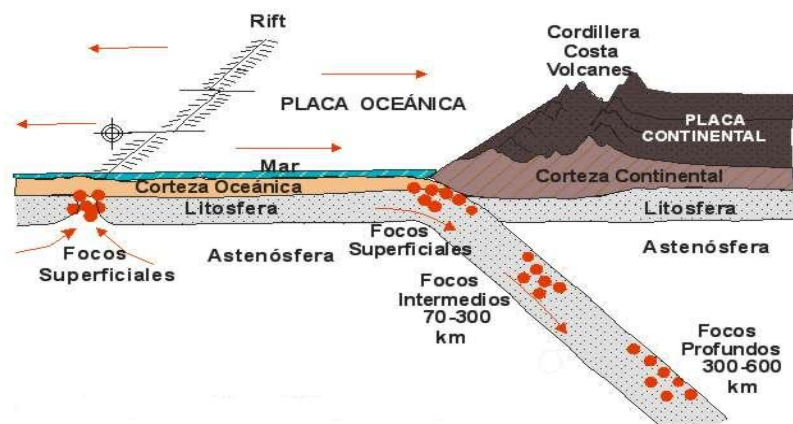 Rift
Cordillera
Costa
Volcanes
PLACA OCEÁNICA
PLACA
CONTINENTAL
Mar
Corteza Oceánica
Corteza Continental
Litosfera
Litosfera
Focos
Superficiales
Astenósfera
Focos
Superficiales
Astenósfera
Focos
Intermedios
70-300
km
Focos
Profundos
300-600
km